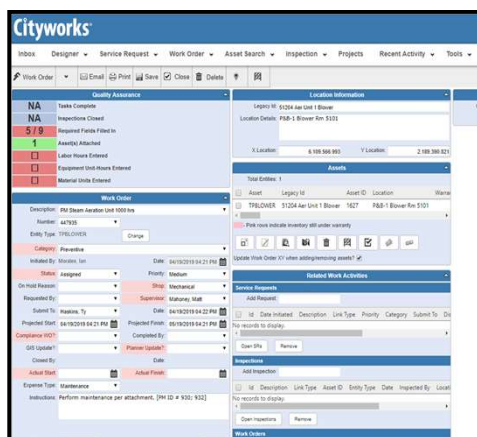 Cityworks
Inbox Designer Service Request Work Order Asset Search Inspection Projects Recent Activity Tools
Work Order Email Print Save Close Delete
Quality Assurance
NA Tasks Complete
NA Inspections Closed
5 / 9 Required Fields Filled In
1 Asset(s) Attached
[ ] Labor Hours Entered
[ ] Equipment Unit-Hours Entered
[ ] Material Units Entered
Work Order
Description: PM Steam Aeration Unit 1000 hrs
Number: 447935
Entity Type: TPBLOWER Change
Category: Preventive
Initiated By: Morales, Ian Date: 04/19/2019 04:21 PM
Status: Assigned Priority: Medium
On Hold Reason: Shop: Mechanical
Requested By: Supervisor: Mahoney, Matt
Submit To: Haskins, Ty Date: 04/19/2019 04:22 PM
Projected Start: 04/19/2019 04:21 PM Projected Finish: 05/19/2019 04:21 PM
Compliance WO? Completed By:
GIS Update? Planner Update?
Closed By: Date:
Actual Start: Actual Finish:
Expense Type: Maintenance
Instructions: Perform maintenance per attachment. [PM ID # 930; 932]
Location Information
Legacy Id: 51204 Aer Unit 1 Blower
Location Details: P&B-1 Blower Rm 5101
X Location: Y Location:
Assets
Total Entities: 1
Asset Legacy Id Asset ID Location
TPBLOWER 51204 Aer Unit 1 Blower 1627 P&B-1 Blower Rm 5101
- Pink rows indicate inventory still under warranty
Update Work Order XY when adding/removing assets?
Related Work Activities
Service Requests
Add Request:
Id Date Initiated Description Link Type Priority Category Submit To
No records to display.
Open SRs Remove
Inspections
Add Inspection:
Id Description Link Type Asset ID Entity Type Date Inspected By
No records to display.
Open Inspections Remove
Work Orders